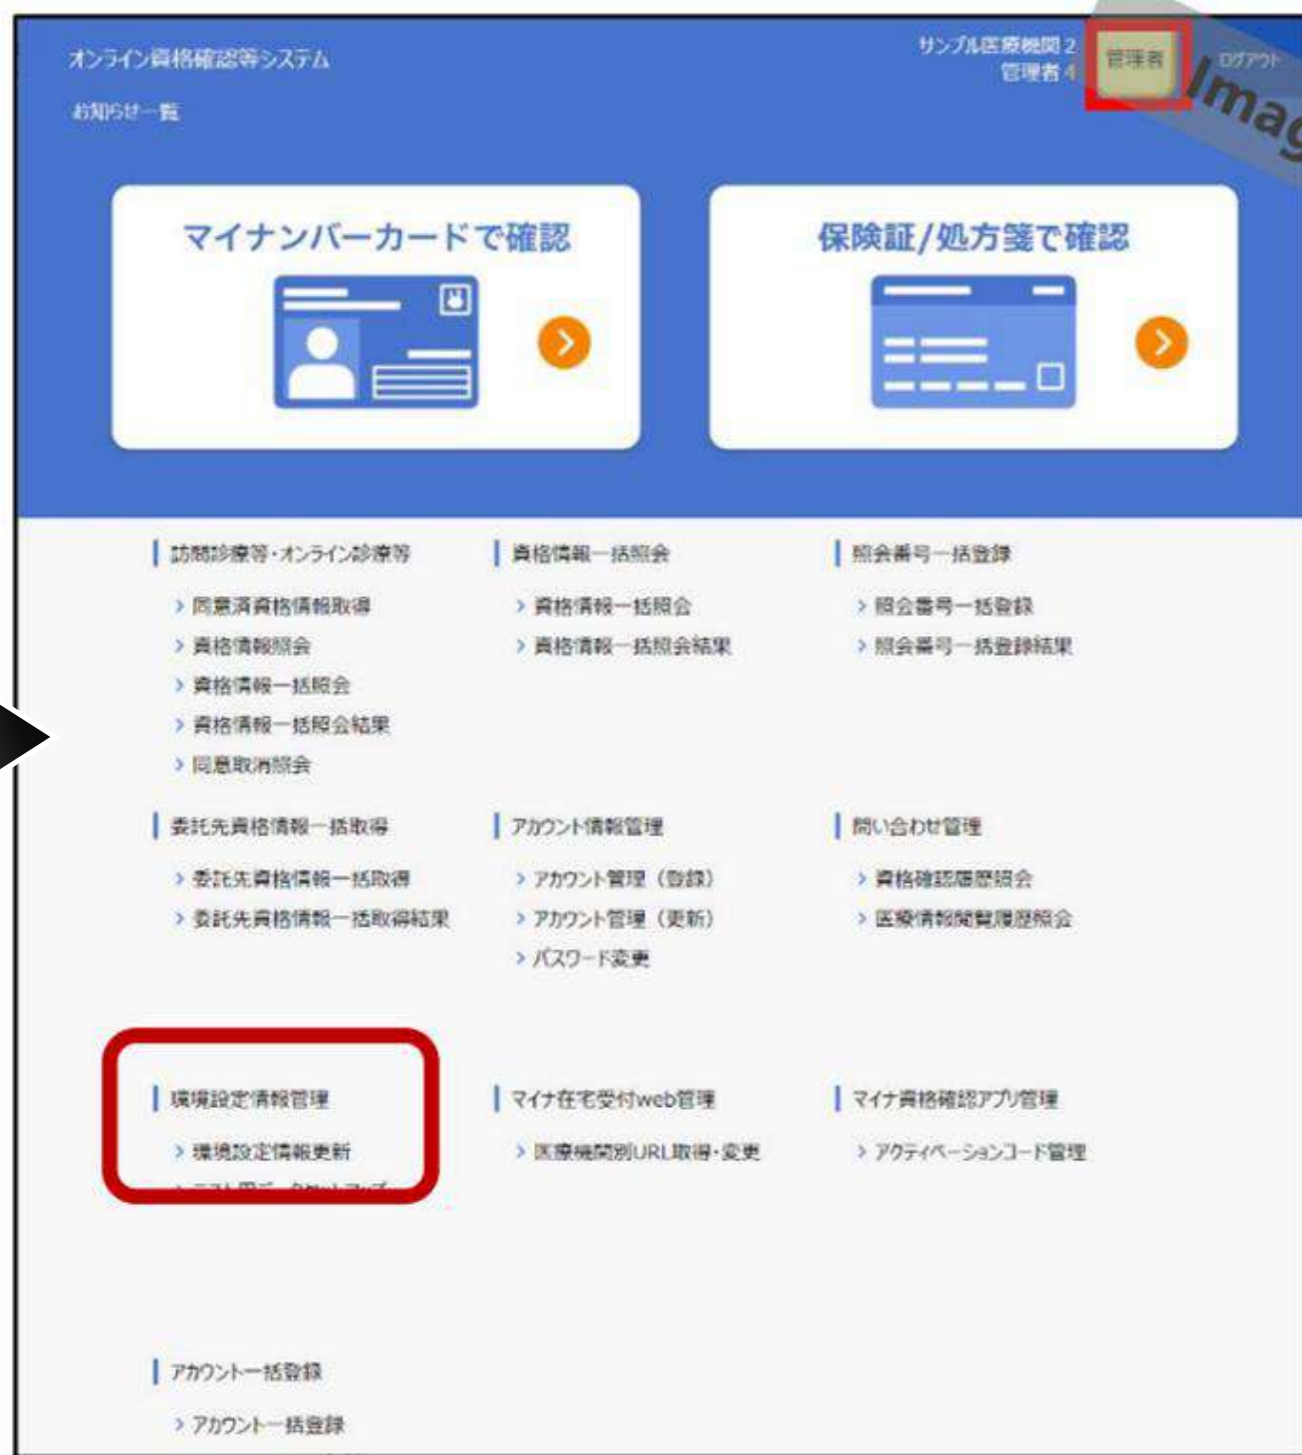 オンライン資格確認等システム
サンプル医療機関 2
管理者 4
管理者
ログアウト
お知らせ一覧
マイナンバーカードで確認
保険証/処方箋で確認
訪問診療等・オンライン診療等
> 同意済資格情報取得
> 資格情報照会
> 資格情報一括照会
> 資格情報一括照会結果
> 同意取消照会
資格情報一括照会
> 資格情報一括照会
> 資格情報一括照会結果
照会番号一括登録
> 照会番号一括登録
> 照会番号一括登録結果
委託先資格情報一括取得
> 委託先資格情報一括取得
> 委託先資格情報一括取得結果
アカウント情報管理
> アカウント管理（登録）
> アカウント管理（更新）
> パスワード変更
問い合わせ管理
> 資格確認履歴照会
> 医療情報閲覧履歴照会
環境設定情報管理
> 環境設定情報更新
マイナ在宅受付web管理
> 医療機関別URL取得・変更
マイナ資格確認アプリ管理
> アクティベーションコード管理
アカウント一括登録
> アカウント一括登録